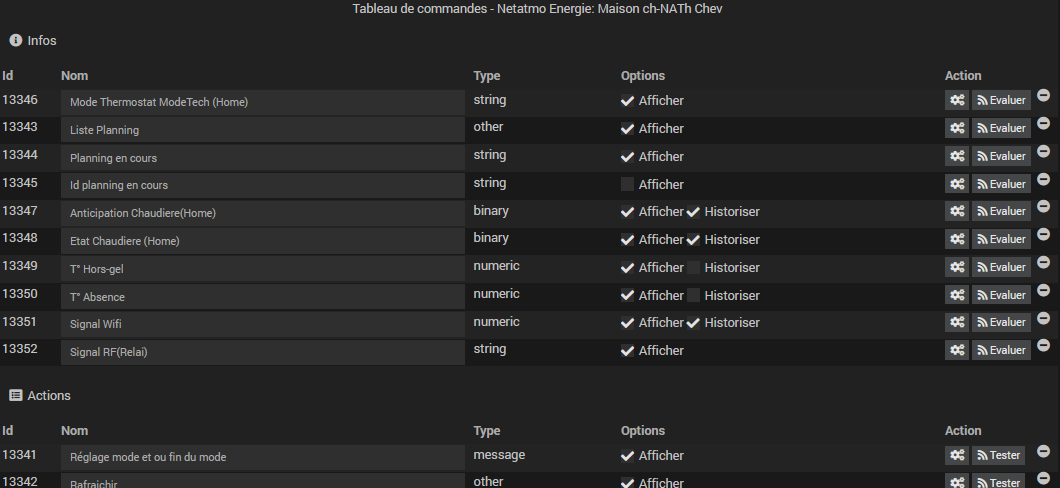 Tableau de commandes - Netatmo Energie: Maison ch-NATh Chev
Infos
Id Nom Type Options Action
13346 Mode Thermostat ModeTech (Home) string Afficher Evaluer
13343 Liste Planning other Afficher Evaluer
13344 Planning en cours string Afficher Evaluer
13345 Id planning en cours string Afficher Evaluer
13347 Anticipation Chaudiere(Home) binary Afficher Historiser Evaluer
13348 Etat Chaudiere (Home) binary Afficher Historiser Evaluer
13349 T° Hors-gel numeric Afficher Historiser Evaluer
13350 T° Absence numeric Afficher Historiser Evaluer
13351 Signal Wifi numeric Afficher Historiser Evaluer
13352 Signal RF(Relai) string Afficher Evaluer
Actions
Id Nom Type Options Action
13341 Réglage mode et ou fin du mode message Afficher Tester
13342 Rafraichir other Afficher Tester